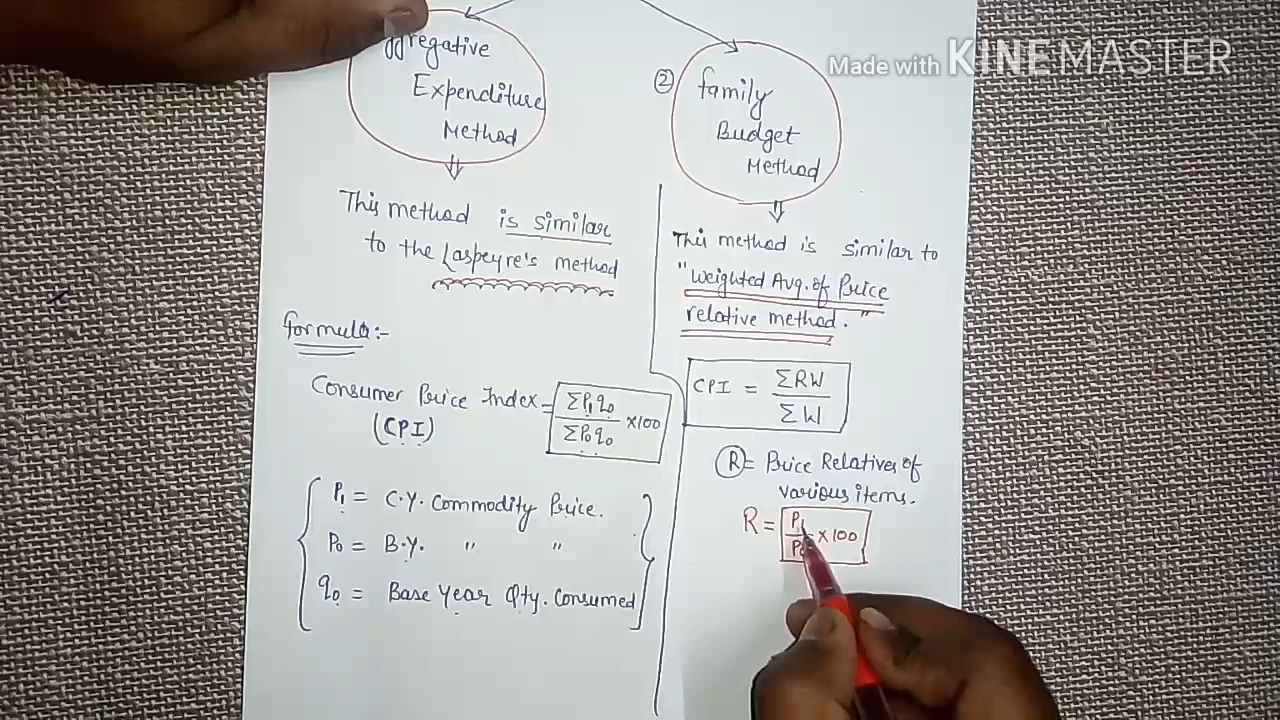 Made with KINEMASTER
ggregative
Expenditure
Method
This method is similar
to the Laspeyre's method
Formula:-
Consumer Price Index = ΣP₁q₀ / ΣP₀q₀ ×100
(CPI)
P₁ = C.Y. Commodity Price.
P₀ = B.Y. " "
q₀ = Base Year Qty. Consumed
② Family
Budget
Method
This method is similar to
"Weighted Avg. of Price
relative method."
CPI = ΣRW / ΣW
R = Price Relatives of
various items.
R = P₁ / P₀ ×100